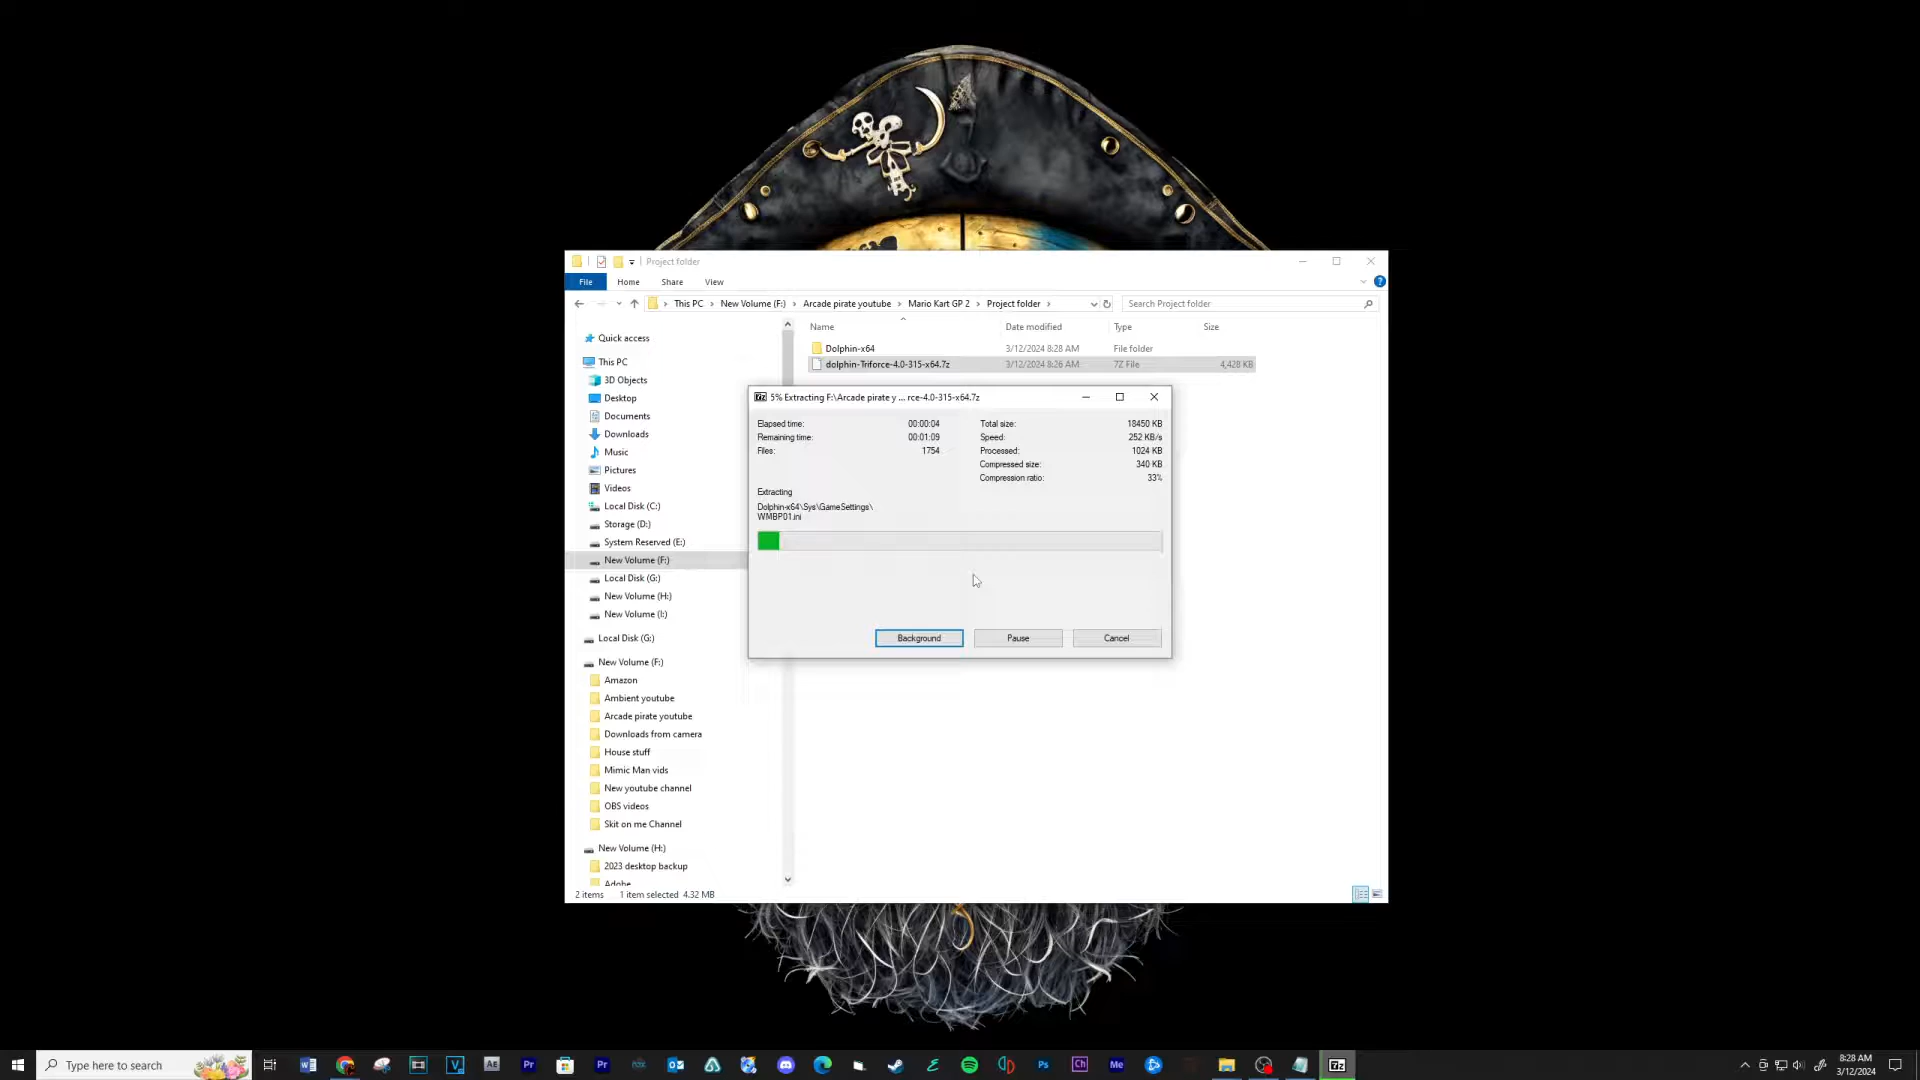 Project folder
File
Home
Share
View
This PC
New Volume (F:)
Arcade pirate youtube
Mario Kart GP 2
Project folder
Search Project folder
Name
Date modified
Type
Size
Dolphin-x64
3/12/2024 8:28 AM
File folder
dolphin-Triforce-4.0-315-x64.7z
3/12/2024 8:26 AM
7Z File
4,428 KB
Quick access
This PC
3D Objects
Desktop
Documents
Downloads
Music
Pictures
Videos
Local Disk (C:)
Storage (D:)
System Reserved (E:)
New Volume (F:)
Local Disk (G:)
New Volume (H:)
New Volume (I:)
Local Disk (G:)
New Volume (F:)
Amazon
Ambient youtube
Arcade pirate youtube
Downloads from camera
House stuff
Mimic Man vids
New youtube channel
OBS videos
Skit on me Channel
New Volume (H:)
2023 desktop backup
Adobe
2 items
1 item selected 4.32 MB
7z 5% Extracting F:\Arcade pirate y ... rce-4.0-315-x64.7z
Elapsed time: 00:00:04
Remaining time: 00:01:09
Files: 1754
Total size: 18450 KB
Speed: 252 KB/s
Processed: 1024 KB
Compressed size: 340 KB
Compression ratio: 33%
Extracting
Dolphin-x64\Sys\GameSettings\
WMBP01.ini
Background
Pause
Cancel
Type here to search
AE
Pr
Pr
Ps
Ch
Me
7z
8:28 AM
3/12/2024